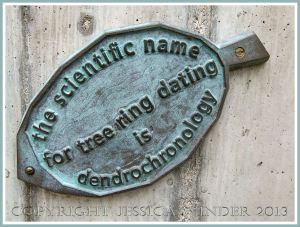 the scientific name
for tree ring dating
is
dendrochronology
COPYRIGHT JESSICA WINDER 2013